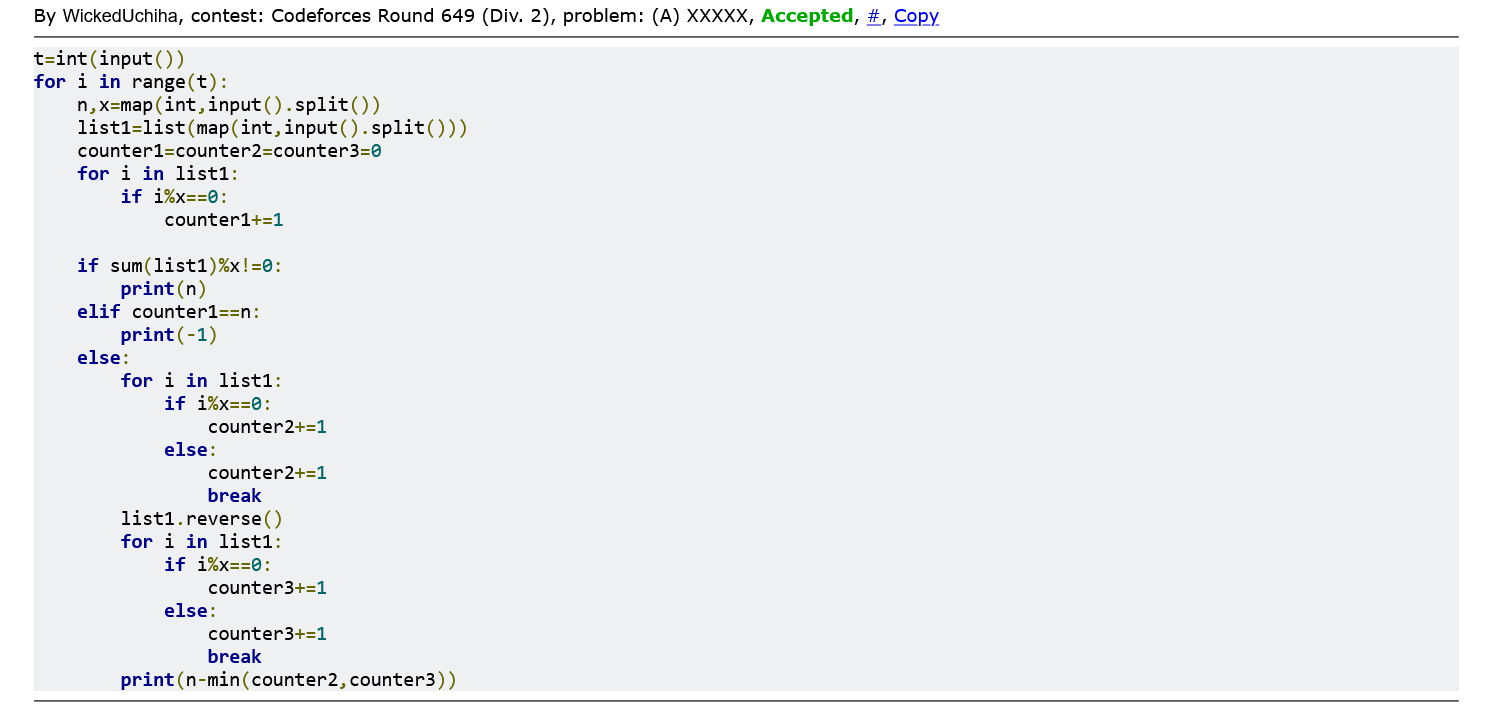 By WickedUchiha, contest: Codeforces Round 649 (Div. 2), problem: (A) XXXXX, Accepted, #, Copy
t=int(input())
for i in range(t):
    n,x=map(int,input().split())
    list1=list(map(int,input().split()))
    counter1=counter2=counter3=0
    for i in list1:
        if i%x==0:
            counter1+=1

    if sum(list1)%x!=0:
        print(n)
    elif counter1==n:
        print(-1)
    else:
        for i in list1:
            if i%x==0:
                counter2+=1
            else:
                counter2+=1
                break
        list1.reverse()
        for i in list1:
            if i%x==0:
                counter3+=1
            else:
                counter3+=1
                break
        print(n-min(counter2,counter3))